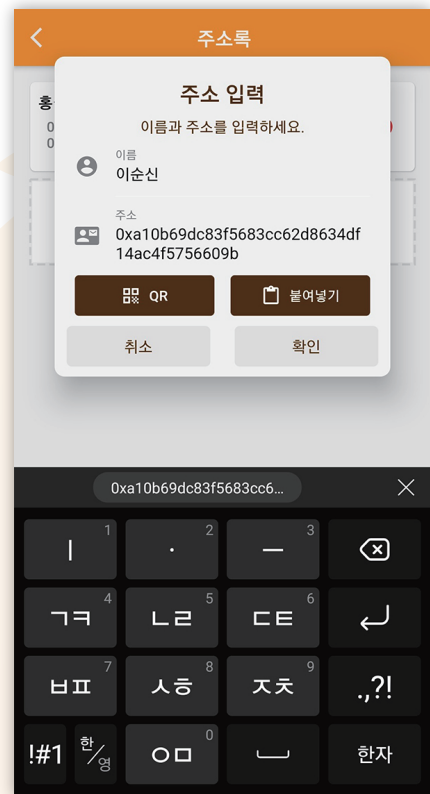 주소록
홍
0
0
주소 입력
이름과 주소를 입력하세요.
이름
이순신
주소
0xa10b69dc83f5683cc62d8634df
14ac4f5756609b
QR 붙여넣기
취소 확인
0xa10b69dc83f5683cc6...
ㅣ 1 · 2 ㅡ 3
ㄱㅋ 4 ㄴㄹ 5 ㄷㅌ 6
ㅂㅍ 7 ㅅㅎ 8 ㅈㅊ 9 .,?!
!#1 한/영 ㅇㅁ 0 한자